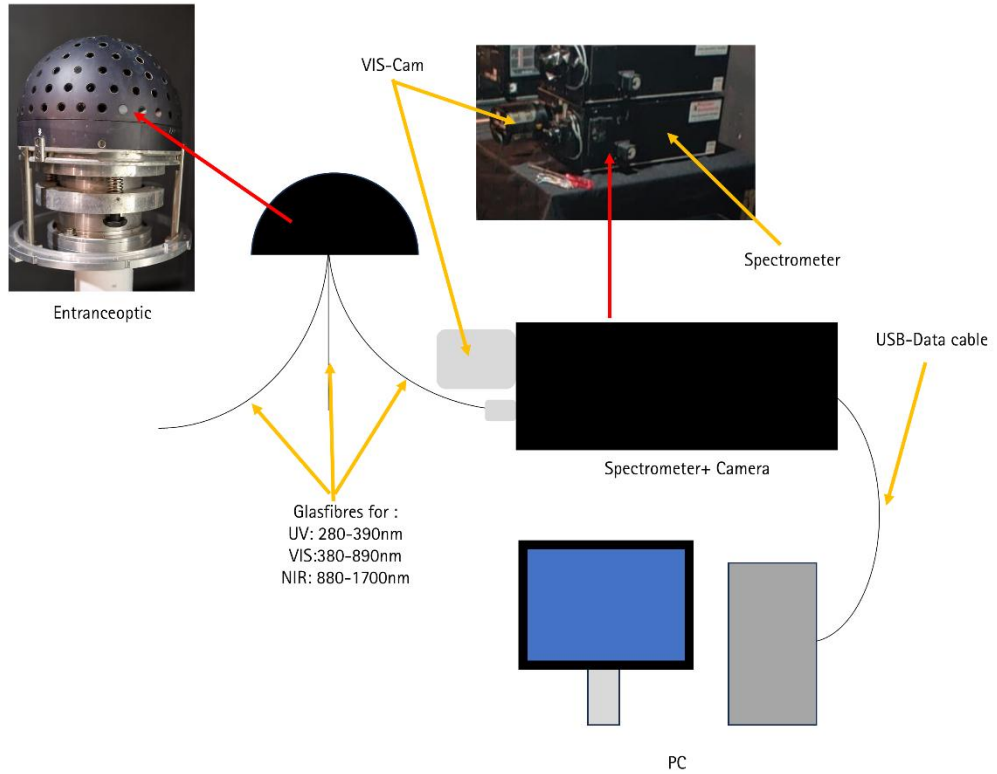 VIS-Cam
Entranceoptic
Spectrometer
USB-Data cable
Spectrometer+ Camera
Glasfibres for :
UV: 280-390nm
VIS:380-890nm
NIR: 880-1700nm
PC